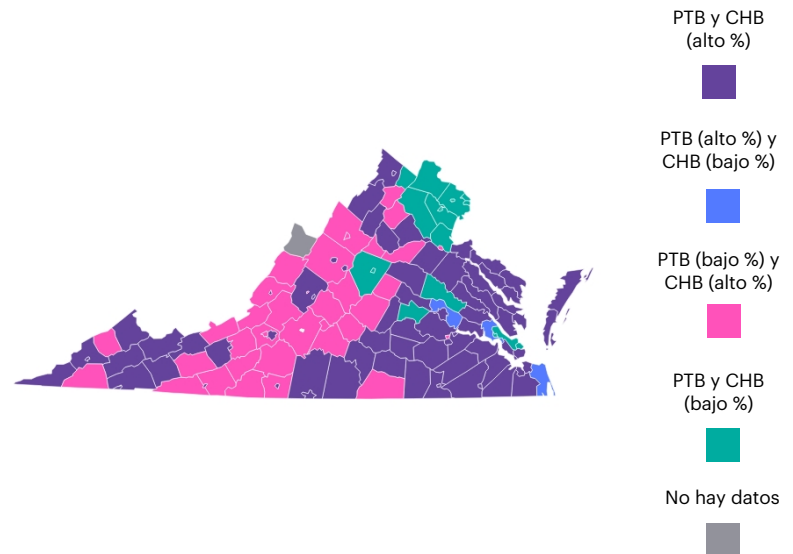 PTB y CHB
(alto %)
PTB (alto %) y
CHB (bajo %)
PTB (bajo %) y
CHB (alto %)
PTB y CHB
(bajo %)
No hay datos